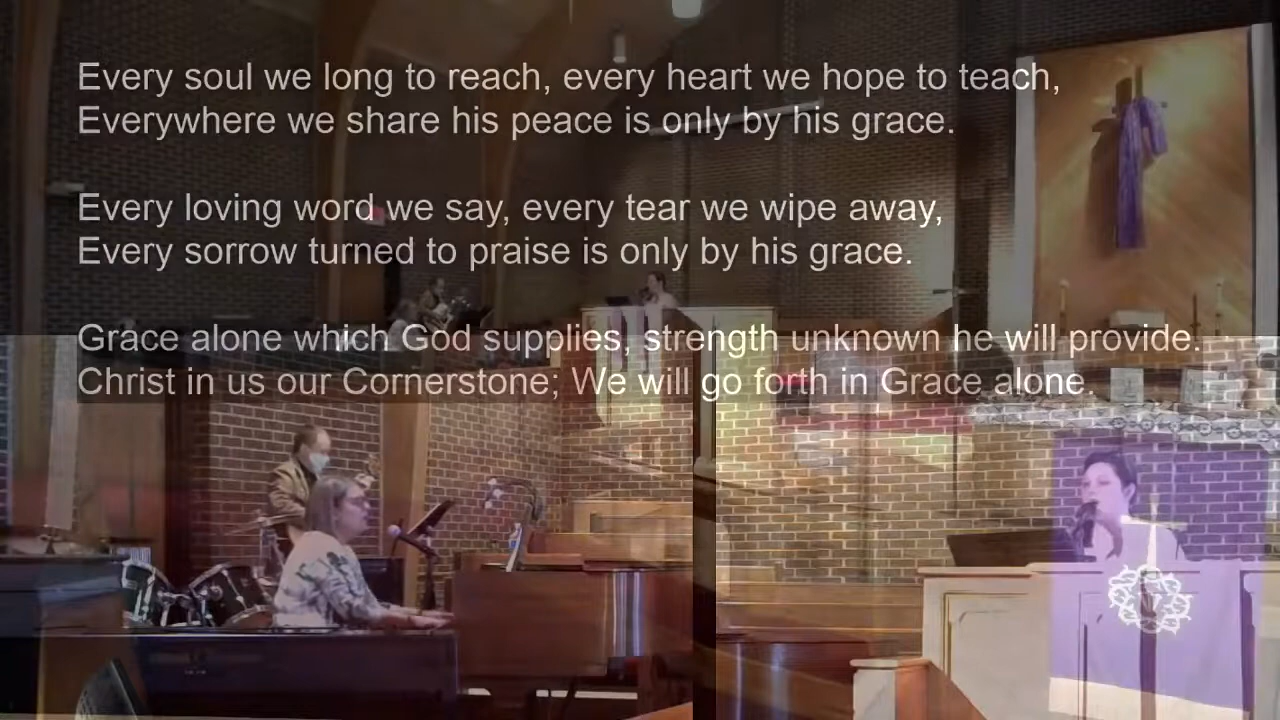 Every soul we long to reach, every heart we hope to teach,
Everywhere we share his peace is only by his grace.
Every loving word we say, every tear we wipe away,
Every sorrow turned to praise is only by his grace.
Grace alone which God supplies, strength unknown he will provide.
Christ in us our Cornerstone; We will go forth in Grace alone.